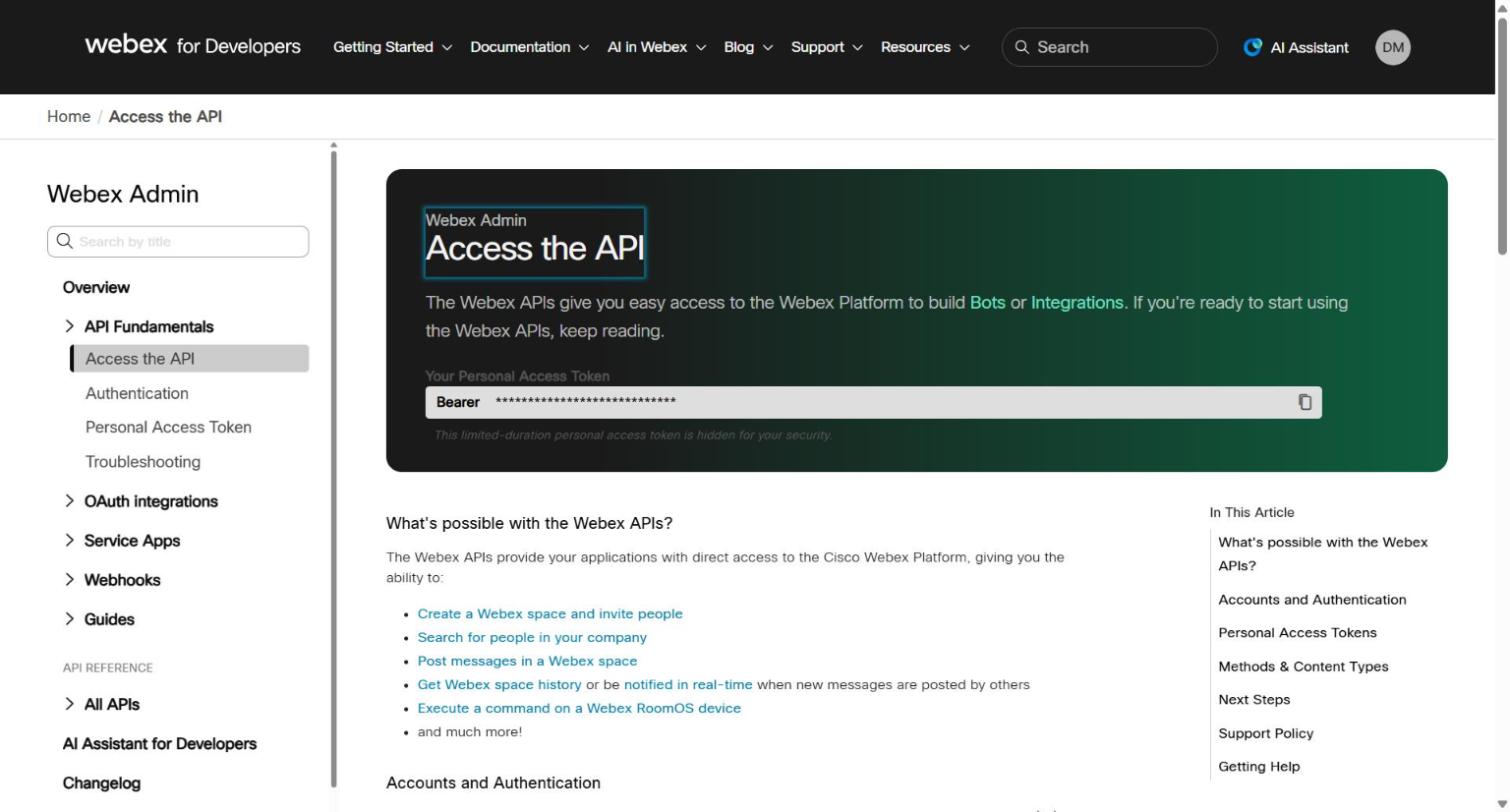 webex for Developers Getting Started Documentation AI in Webex Blog Support Resources Search AI Assistant DM
Home / Access the API
Webex Admin
Search by title
Overview
API Fundamentals
Access the API
Authentication
Personal Access Token
Troubleshooting
OAuth integrations
Service Apps
Webhooks
Guides
API REFERENCE
All APIs
AI Assistant for Developers
Changelog
Webex Admin
Access the API
The Webex APIs give you easy access to the Webex Platform to build Bots or Integrations. If you're ready to start using
the Webex APIs, keep reading.
Your Personal Access Token
Bearer ****************************
This limited-duration personal access token is hidden for your security.
What's possible with the Webex APIs?
The Webex APIs provide your applications with direct access to the Cisco Webex Platform, giving you the
ability to:
• Create a Webex space and invite people
• Search for people in your company
• Post messages in a Webex space
• Get Webex space history or be notified in real-time when new messages are posted by others
• Execute a command on a Webex RoomOS device
• and much more!
Accounts and Authentication
In This Article
What's possible with the Webex
APIs?
Accounts and Authentication
Personal Access Tokens
Methods & Content Types
Next Steps
Support Policy
Getting Help